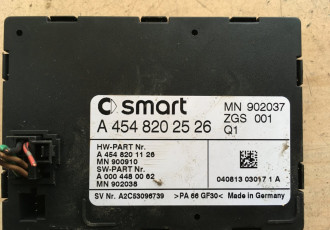 smart MN 902037
A 454 820 25 26 ZGS 001
Q1
HW-PART Nr.
A 454 820 11 26
MN 900910
SW-PART Nr.
A 000 448 00 62
MN 902038
040813 03017 1 A
SV Nr. A2C53096739 >PA 66 GF30< Made in Germany